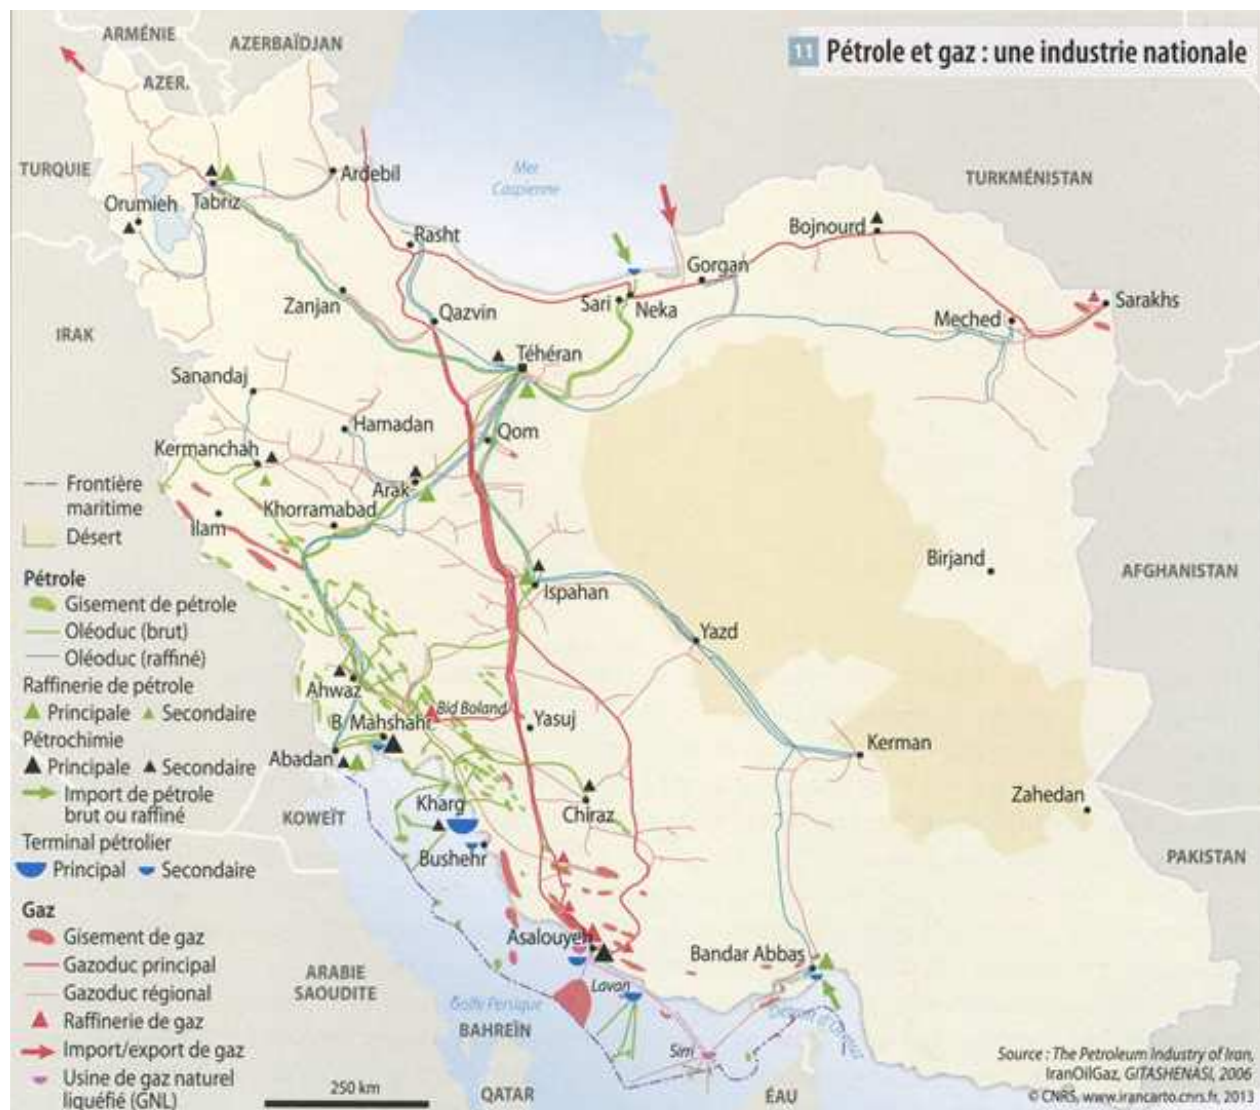 11 Pétrole et gaz : une industrie nationale
ARMÉNIE
AZERBAÏDJAN
AZER.
TURQUIE
Mer
Caspienne
TURKMÉNISTAN
Ardebil
Tabriz
Orumieh
Bojnourd
Rasht
Gorgan
Zanjan
Sari
Neka
Sarakhs
Qazvin
Meched
IRAK
Téhéran
Sanandaj
Hamadan
Qom
Kermanchah
Arak
Khorramabad
Ilam
Birjand
AFGHANISTAN
Ispahan
Yazd
Ahwaz
Bid Boland
B. Mahshahr
Yasuj
Kerman
Abadan
Zahedan
KOWEÏT
Kharg
Chiraz
Bushehr
PAKISTAN
Asalouyeh
Bandar Abbas
ARABIE
SAOUDITE
Lavan
Golfe Persique
Détroit d'Ormuz
BAHREÏN
Sirri
QATAR
ÉAU
Frontière
maritime
Désert
Pétrole
Gisement de pétrole
Oléoduc (brut)
Oléoduc (raffiné)
Raffinerie de pétrole
Principale Secondaire
Pétrochimie
Principale Secondaire
Import de pétrole
brut ou raffiné
Terminal pétrolier
Principal Secondaire
Gaz
Gisement de gaz
Gazoduc principal
Gazoduc régional
Raffinerie de gaz
Import/export de gaz
Usine de gaz naturel
liquéfié (GNL)
250 km
Source : The Petroleum Industry of Iran,
IranOilGaz, GITASHENASI, 2006
© CNRS, www.irancarto.cnrs.fr, 2013